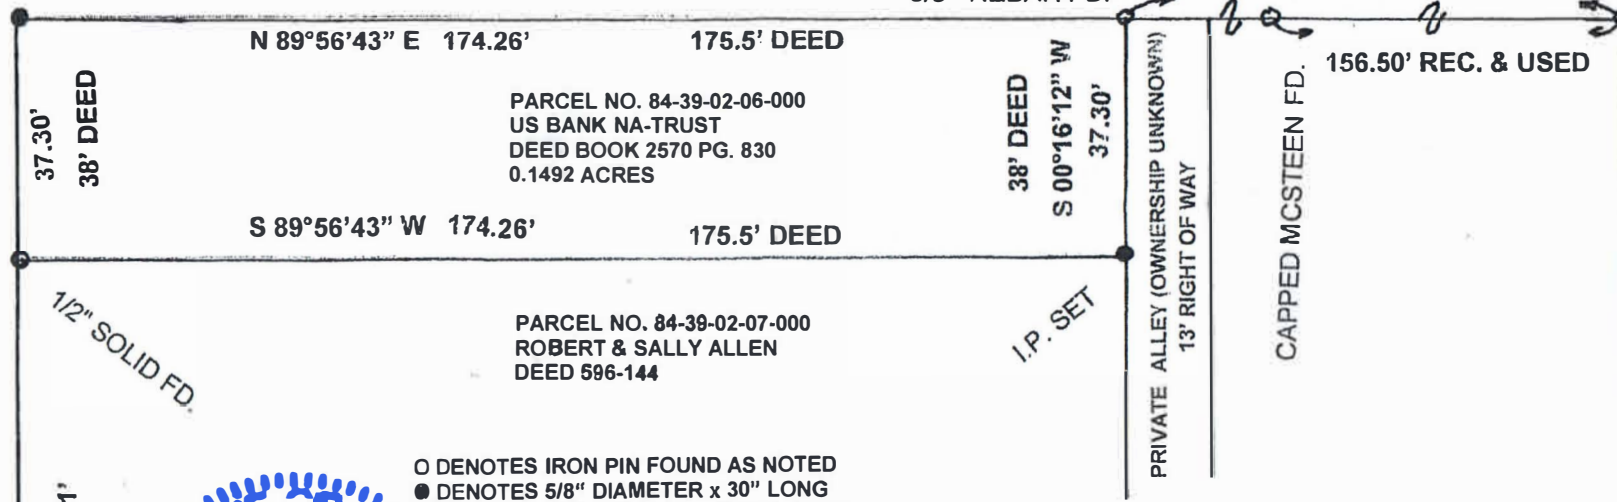 N 89°56'43" E 174.26' 175.5' DEED
37.30'
38' DEED
PARCEL NO. 84-39-02-06-000
US BANK NA-TRUST
DEED BOOK 2570 PG. 830
0.1492 ACRES
38' DEED
S 00°16'12" W
37.30'
PRIVATE ALLEY (OWNERSHIP UNKNOWN)
13' RIGHT OF WAY
CAPPED MCSTEEN FD.
156.50' REC. & USED
S 89°56'43" W 174.26' 175.5' DEED
1/2" SOLID FD.
PARCEL NO. 84-39-02-07-000
ROBERT & SALLY ALLEN
DEED 596-144
I.P. SET
O DENOTES IRON PIN FOUND AS NOTED
● DENOTES 5/8" DIAMETER x 30" LONG